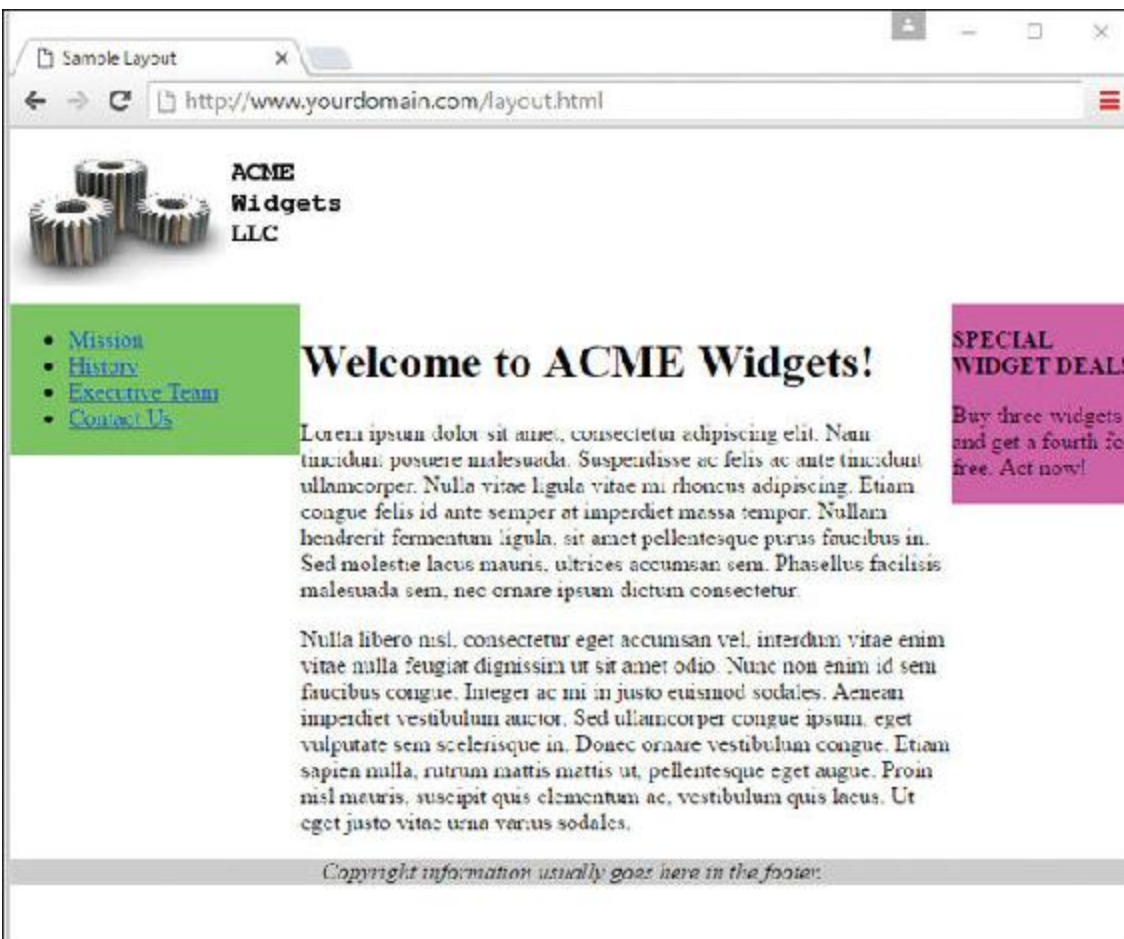 Sample Layout
http://www.yourdomain.com/layout.html
ACME
Widgets
LLC
Mission
History
Executive Team
Contact Us
Welcome to ACME Widgets!
Lorem ipsum dolor sit amet, consectetur adipiscing elit. Nam
tincidunt posuere malesuada. Suspendisse ac felis ac ante tincidunt
ullamcorper. Nulla vitae ligula vitae mi rhoncus adipiscing. Etiam
congue felis id ante semper at imperdiet massa tempor. Nullam
hendrerit fermentum ligula, sit amet pellentesque purus faucibus in.
Sed molestie lacus mauris, ultrices accumsan sem. Phasellus facilisis
malesuada sem, nec ornare ipsum dictum consectetur.
Nulla libero nisl, consectetur eget accumsan vel, interdum vitae enim
vitae nulla feugiat dignissim ut sit amet odio. Nunc non enim id sem
faucibus congue. Integer ac mi in justo euismod sodales. Aenean
imperdiet vestibulum auctor. Sed ullamcorper congue ipsum, eget
vulputate sem scelerisque in. Donec ornare vestibulum congue. Etiam
sapien nulla, rutrum mattis mattis ut, pellentesque eget augue. Proin
nisl mauris, suscipit quis elementum ac, vestibulum quis lacus. Ut
eget justo vitae urna varius sodales.
SPECIAL
WIDGET DEALS
Buy three widgets
and get a fourth fo
free. Act now!
Copyright information usually goes here in the footer.